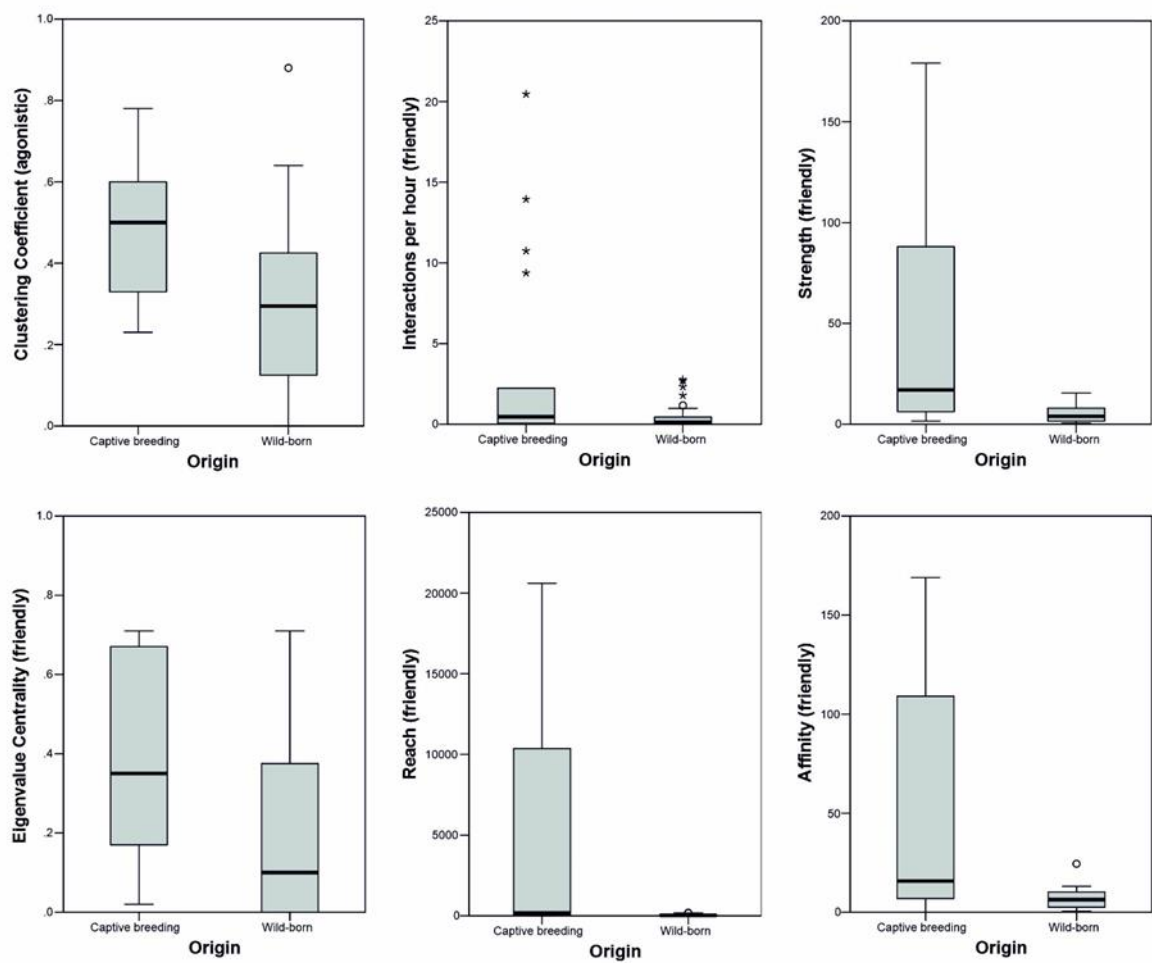 1.0
.8
.6
.4
.2
.0
Clustering Coefficient (agonistic)
Captive breeding
Wild-born
Origin
25
20
15
10
5
0
Interactions per hour (friendly)
Captive breeding
Wild-born
Origin
200
150
100
50
0
Strength (friendly)
Captive breeding
Wild-born
Origin
1.0
.8
.6
.4
.2
.0
Eigenvalue Centrality (friendly)
Captive breeding
Wild-born
Origin
25000
20000
15000
10000
5000
0
Reach (friendly)
Captive breeding
Wild-born
Origin
200
150
100
50
0
Affinity (friendly)
Captive breeding
Wild-born
Origin